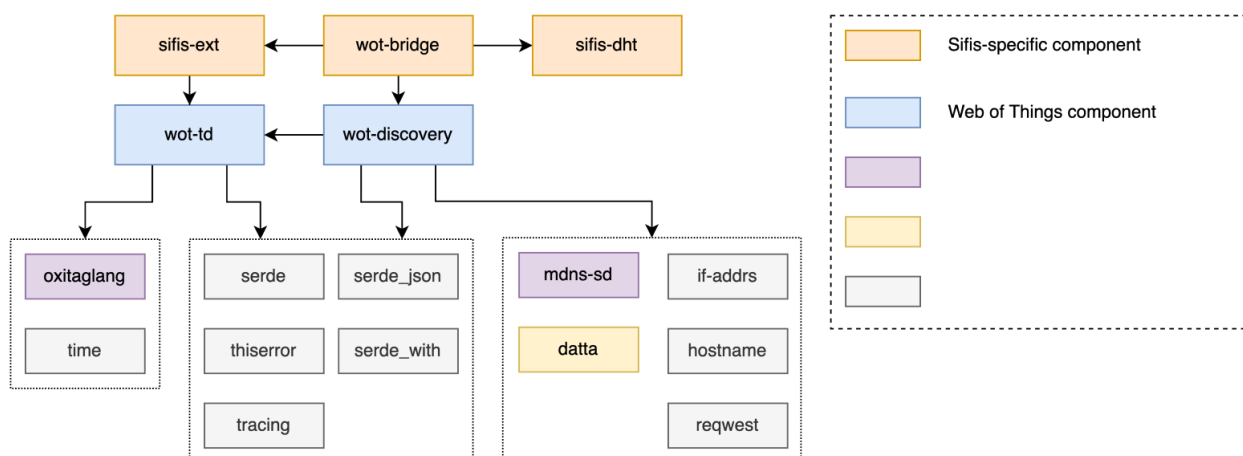 sifis-ext
wot-bridge
sifis-dht
Sifis-specific component
wot-td
wot-discovery
Web of Things component
oxitaglang
serde
serde_json
mdns-sd
if-addrs
time
thiserror
serde_with
datta
hostname
tracing
reqwest